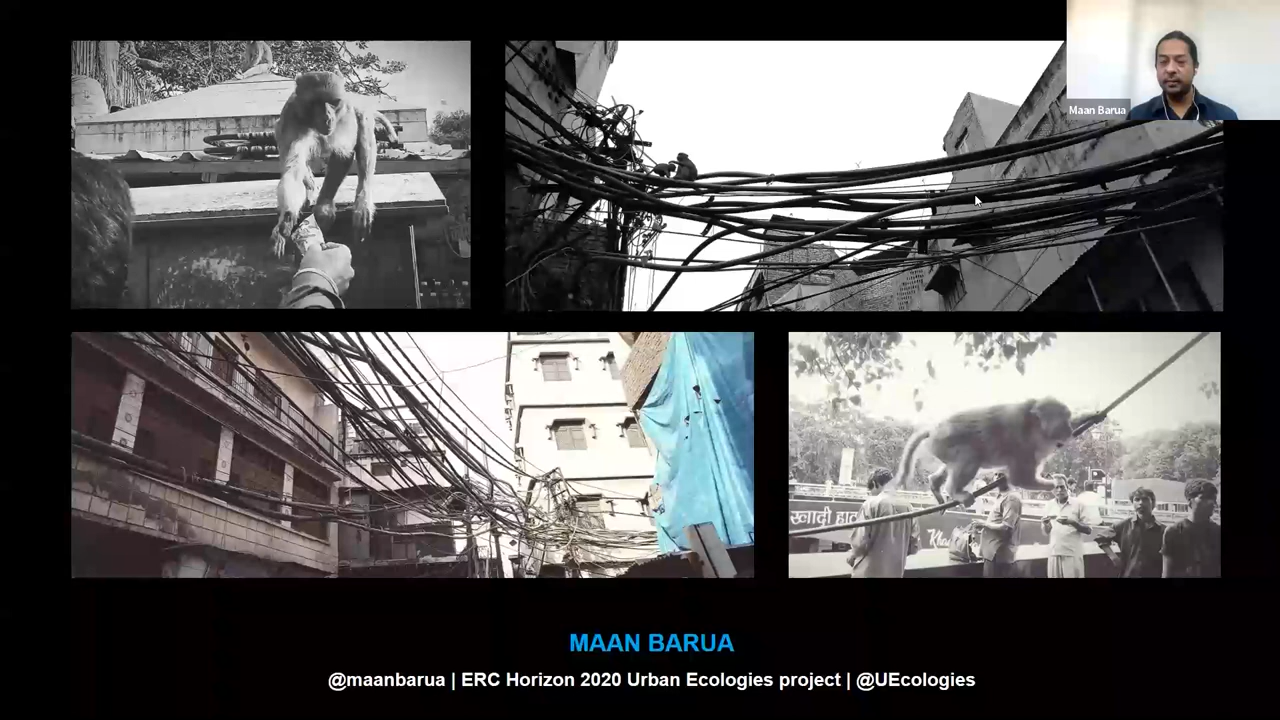 Maan Barua
स्लादी हाट
MAAN BARUA
@maanbarua | ERC Horizon 2020 Urban Ecologies project | @UEcologies